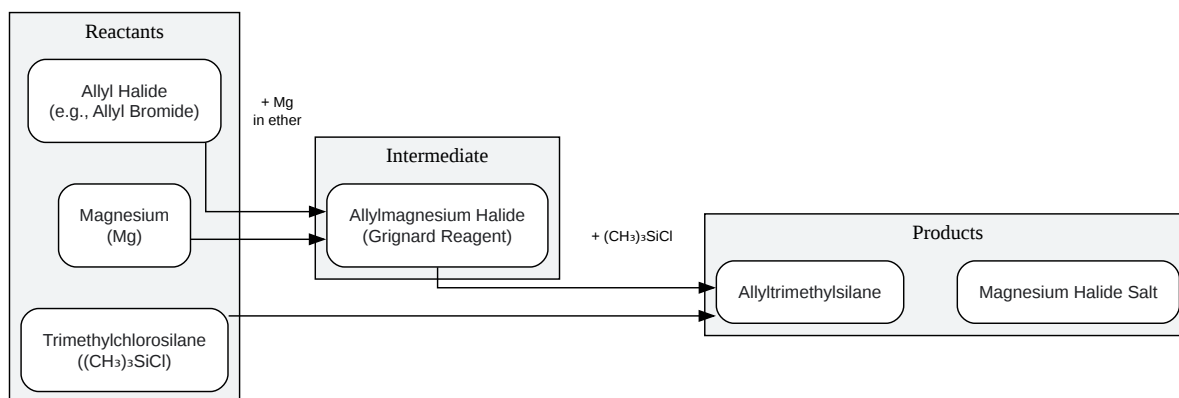 Reactants
Allyl Halide
(e.g., Allyl Bromide)
+ Mg
in ether
Magnesium
(Mg)
Trimethylchlorosilane
((CH₃)₃SiCl)
Intermediate
Allylmagnesium Halide
(Grignard Reagent)
+ (CH₃)₃SiCl
Products
Allyltrimethylsilane
Magnesium Halide Salt